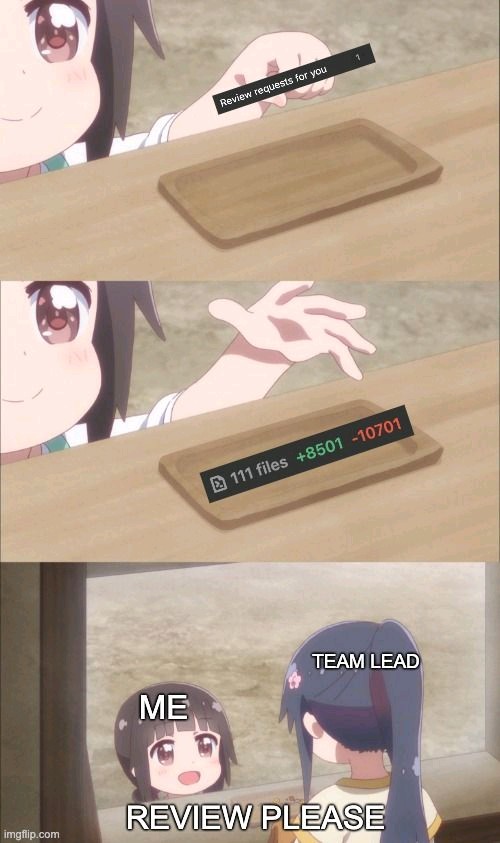 Review requests for you 1
111 files +8501 -10701
TEAM LEAD
ME
REVIEW PLEASE
imgflip.com